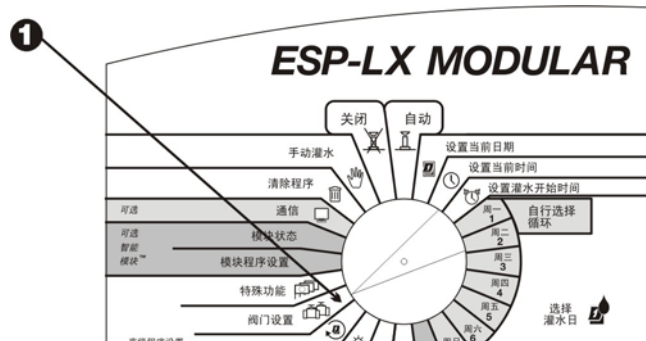 1
ESP-LX MODULAR
关闭
自动
手动灌水
清除程序
可选
通信
可选
智能
模块™
模块状态
模块程序设置
特殊功能
阀门设置
设置当前日期
设置当前时间
设置灌水开始时间
自行选择
循环
周一
1
周二
2
周三
3
周四
4
周五
5
周六
6
选择
灌水日